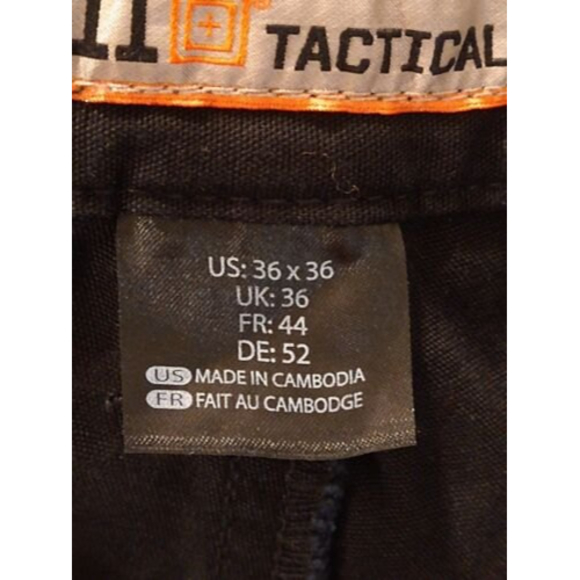 TACTICAL
US: 36 x 36
UK: 36
FR: 44
DE: 52
US MADE IN CAMBODIA
FR FAIT AU CAMBODGE